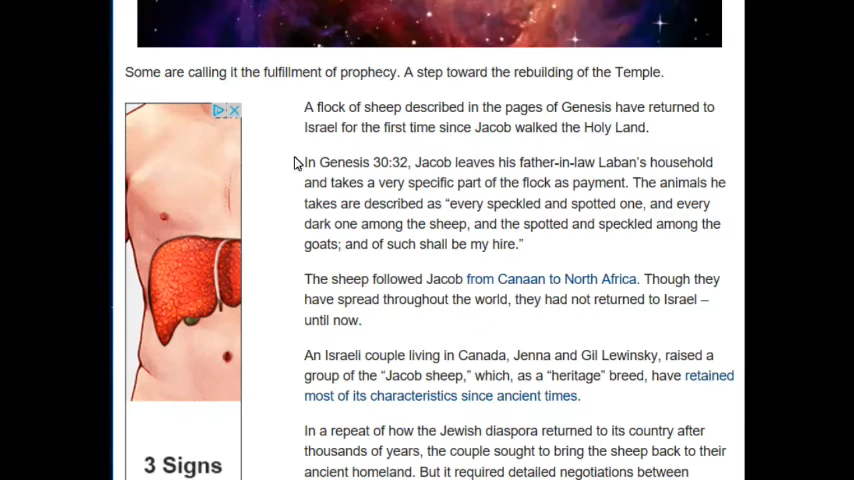 Some are calling it the fulfillment of prophecy. A step toward the rebuilding of the Temple.
A flock of sheep described in the pages of Genesis have returned to
Israel for the first time since Jacob walked the Holy Land.
In Genesis 30:32, Jacob leaves his father-in-law Laban's household
and takes a very specific part of the flock as payment. The animals he
takes are described as “every speckled and spotted one, and every
dark one among the sheep, and the spotted and speckled among the
goats; and of such shall be my hire.”
The sheep followed Jacob from Canaan to North Africa. Though they
have spread throughout the world, they had not returned to Israel –
until now.
An Israeli couple living in Canada, Jenna and Gil Lewinsky, raised a
group of the “Jacob sheep,” which, as a “heritage” breed, have retained
most of its characteristics since ancient times.
In a repeat of how the Jewish diaspora returned to its country after
thousands of years, the couple sought to bring the sheep back to their
ancient homeland. But it required detailed negotiations between
3 Signs